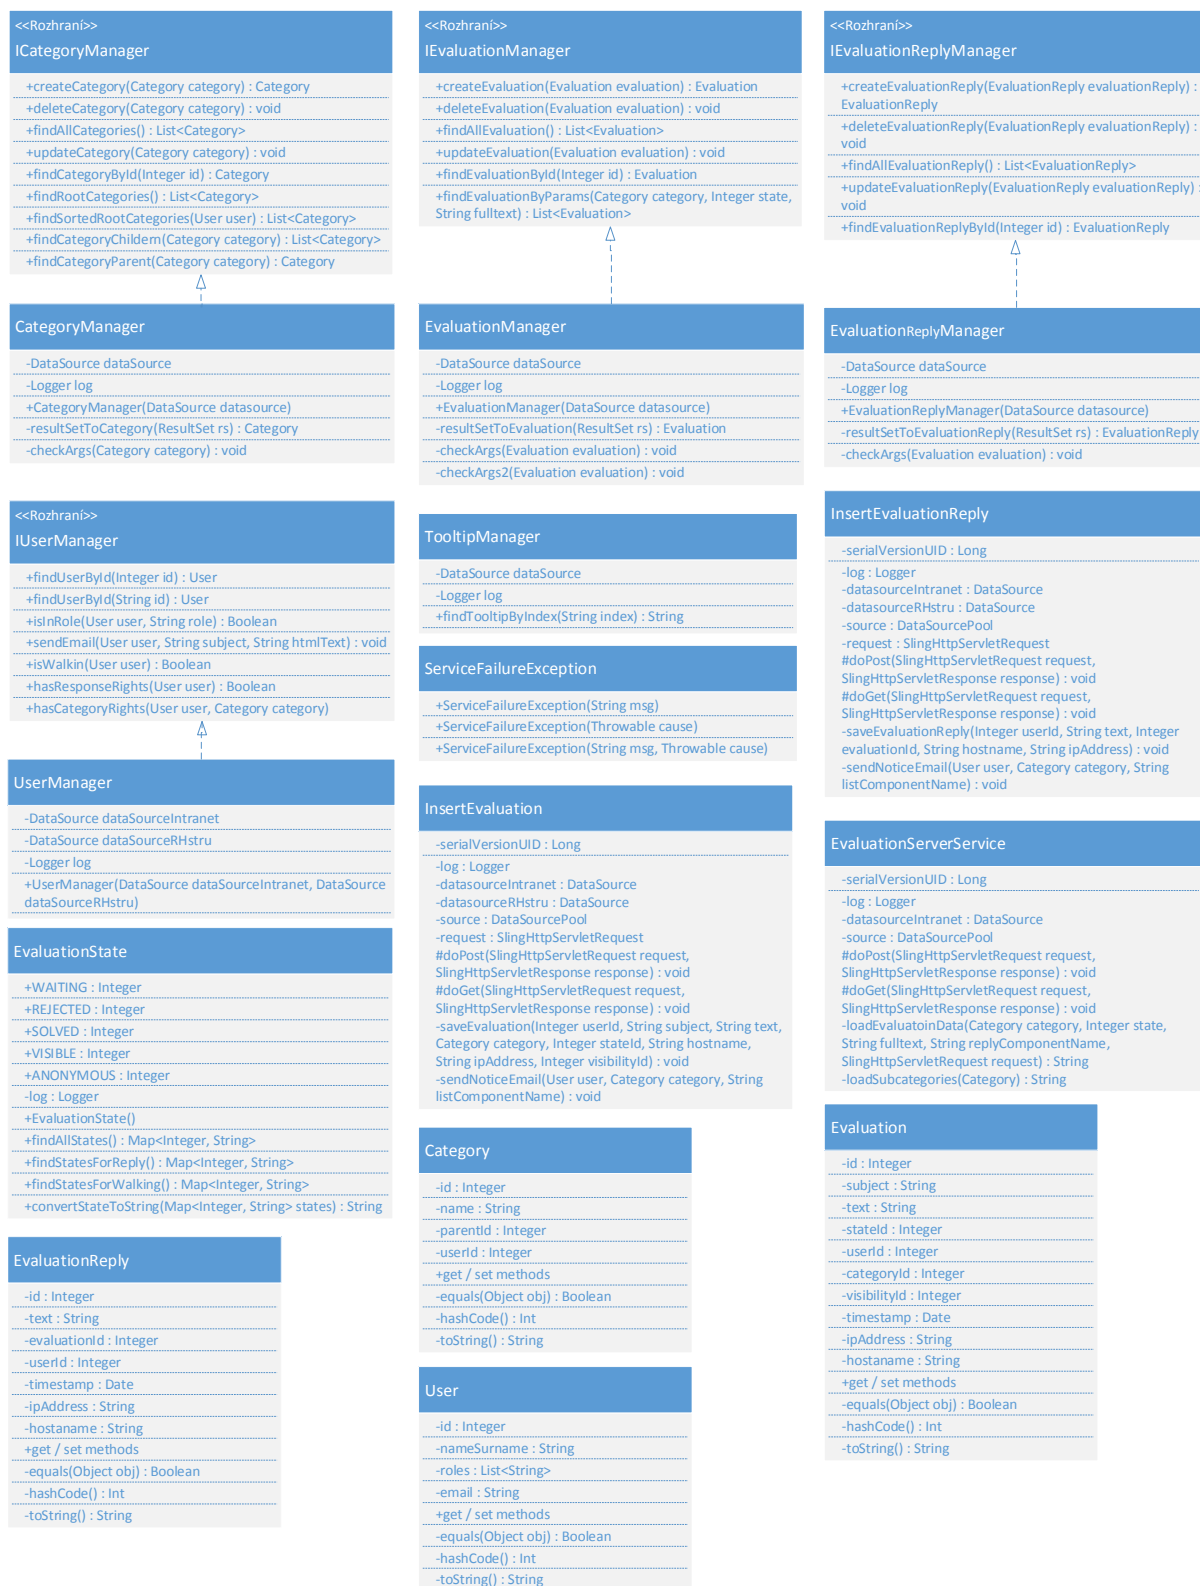 <<Rozhraní>>
ICategoryManager
+createCategory(Category category) : Category
+deleteCategory(Category category) : void
+findAllCategories() : List<Category>
+updateCategory(Category category) : void
+findCategoryById(Integer id) : Category
+findRootCategories() : List<Category>
+findSortedRootCategories(User user) : List<Category>
+findCategoryChildern(Category category) : List<Category>
+findCategoryParent(Category category) : Category
CategoryManager
-DataSource dataSource
-Logger log
+CategoryManager(DataSource datasource)
-resultSetToCategory(ResultSet rs) : Category
-checkArgs(Category category) : void
<<Rozhraní>>
IUserManager
+findUserById(Integer id) : User
+findUserById(String id) : User
+isInRole(User user, String role) : Boolean
+sendEmail(User user, String subject, String htmlText) : void
+isWalkin(User user) : Boolean
+hasResponseRights(User user) : Boolean
+hasCategoryRights(User user, Category category)
UserManager
-DataSource dataSourceIntranet
-DataSource dataSourceRHstru
-Logger log
+UserManager(DataSource dataSourceIntranet, DataSource
dataSourceRHstru)
EvaluationState
+WAITING : Integer
+REJECTED : Integer
+SOLVED : Integer
+VISIBLE : Integer
+ANONYMOUS : Integer
-log : Logger
+EvaluationState()
+findAllStates() : Map<Integer, String>
+findStatesForReply() : Map<Integer, String>
+findStatesForWalking() : Map<Integer, String>
+convertStateToString(Map<Integer, String> states) : String
EvaluationReply
-id : Integer
-text : String
-evaluationId : Integer
-userId : Integer
-timestamp : Date
-ipAddress : String
-hostaname : String
+get / set methods
-equals(Object obj) : Boolean
-hashCode() : Int
-toString() : String
<<Rozhraní>>
IEvaluationManager
+createEvaluation(Evaluation evaluation) : Evaluation
+deleteEvaluation(Evaluation evaluation) : void
+findAllEvaluation() : List<Evaluation>
+updateEvaluation(Evaluation evaluation) : void
+findEvaluationById(Integer id) : Evaluation
+findEvaluationByParams(Category category, Integer state,
String fulltext) : List<Evaluation>
EvaluationManager
-DataSource dataSource
-Logger log
+EvaluationManager(DataSource datasource)
-resultSetToEvaluation(ResultSet rs) : Evaluation
-checkArgs(Evaluation evaluation) : void
-checkArgs2(Evaluation evaluation) : void
TooltipManager
-DataSource dataSource
-Logger log
+findTooltipByIndex(String index) : String
ServiceFailureException
+ServiceFailureException(String msg)
+ServiceFailureException(Throwable cause)
+ServiceFailureException(String msg, Throwable cause)
InsertEvaluation
-serialVersionUID : Long
-log : Logger
-datasourceIntranet : DataSource
-datasourceRHstru : DataSource
-source : DataSourcePool
-request : SlingHttpServletRequest
#doPost(SlingHttpServletRequest request,
SlingHttpServletResponse response) : void
#doGet(SlingHttpServletRequest request,
SlingHttpServletResponse response) : void
-saveEvaluation(Integer userId, String subject, String text,
Category category, Integer stateId, String hostname,
String ipAddress, Integer visibilityId) : void
-sendNoticeEmail(User user, Category category, String
listComponentName) : void
Category
-id : Integer
-name : String
-parentId : Integer
-userId : Integer
+get / set methods
-equals(Object obj) : Boolean
-hashCode() : Int
-toString() : String
User
-id : Integer
-nameSurname : String
-roles : List<String>
-email : String
+get / set methods
-equals(Object obj) : Boolean
-hashCode() : Int
-toString() : String
<<Rozhraní>>
IEvaluationReplyManager
+createEvaluationReply(EvaluationReply evaluationReply) :
EvaluationReply
+deleteEvaluationReply(EvaluationReply evaluationReply) :
void
+findAllEvaluationReply() : List<EvaluationReply>
+updateEvaluationReply(EvaluationReply evaluationReply) :
void
+findEvaluationReplyById(Integer id) : EvaluationReply
EvaluationReplyManager
-DataSource dataSource
-Logger log
+EvaluationReplyManager(DataSource datasource)
-resultSetToEvaluationReply(ResultSet rs) : EvaluationReply
-checkArgs(Evaluation evaluation) : void
InsertEvaluationReply
-serialVersionUID : Long
-log : Logger
-datasourceIntranet : DataSource
-datasourceRHstru : DataSource
-source : DataSourcePool
-request : SlingHttpServletRequest
#doPost(SlingHttpServletRequest request,
SlingHttpServletResponse response) : void
#doGet(SlingHttpServletRequest request,
SlingHttpServletResponse response) : void
-saveEvaluationReply(Integer userId, String text, Integer
evaluationId, String hostname, String ipAddress) : void
-sendNoticeEmail(User user, Category category, String
listComponentName) : void
EvaluationServerService
-serialVersionUID : Long
-log : Logger
-datasourceIntranet : DataSource
-source : DataSourcePool
#doPost(SlingHttpServletRequest request,
SlingHttpServletResponse response) : void
#doGet(SlingHttpServletRequest request,
SlingHttpServletResponse response) : void
-loadEvaluatoinData(Category category, Integer state,
String fulltext, String replyComponentName,
SlingHttpServletRequest request) : String
-loadSubcategories(Category) : String
Evaluation
-id : Integer
-subject : String
-text : String
-stateId : Integer
-userId : Integer
-categoryId : Integer
-visibilityId : Integer
-timestamp : Date
-ipAddress : String
-hostaname : String
+get / set methods
-equals(Object obj) : Boolean
-hashCode() : Int
-toString() : String